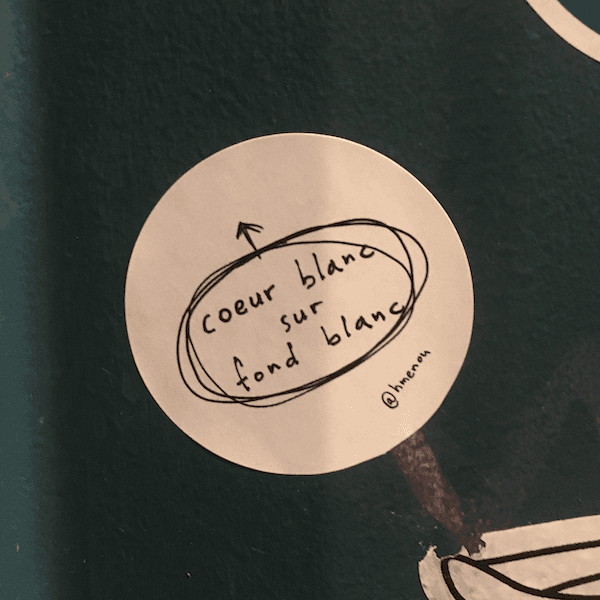 coeur blanc
sur
fond blanc
@hmenou